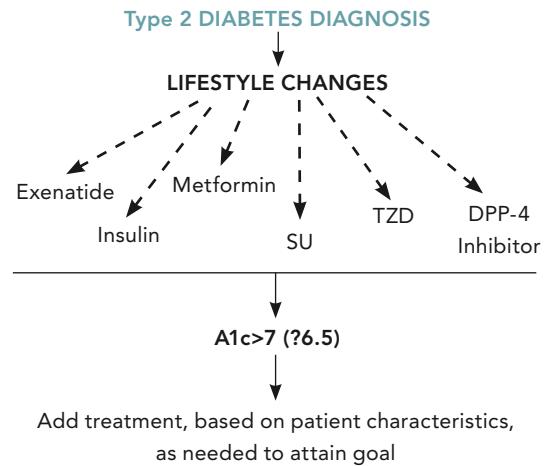 Type 2 DIABETES DIAGNOSIS
LIFESTYLE CHANGES
Exenatide
Insulin
Metformin
SU
TZD
DPP-4
Inhibitor
A1c>7 (?6.5)
Add treatment, based on patient characteristics,
as needed to attain goal